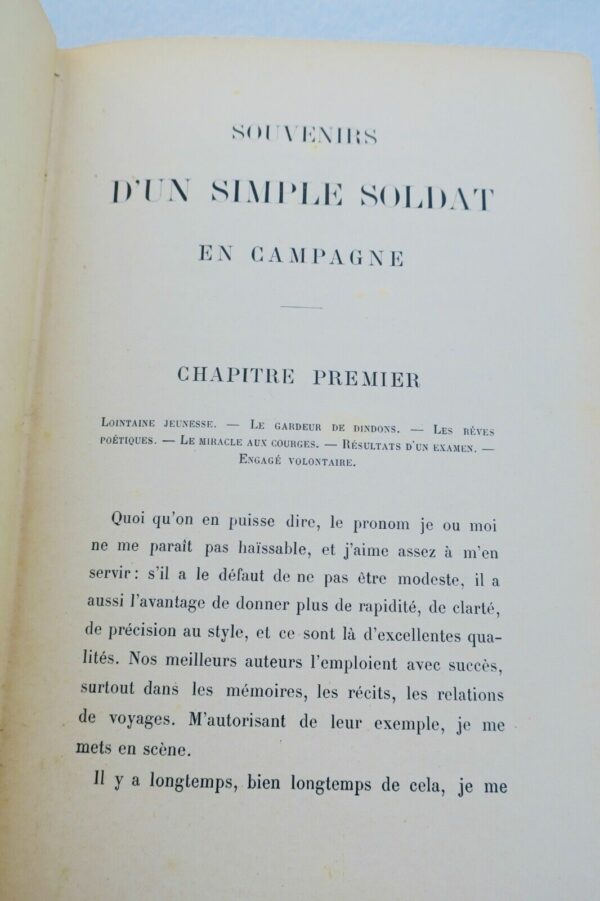 SOUVENIRS
D'UN SIMPLE SOLDAT
EN CAMPAGNE
CHAPITRE PREMIER
Lointaine jeunesse. — Le gardeur de dindons. — Les rêves
poétiques. — Le miracle aux courges. — Résultats d'un examen. —
Engagé volontaire.
Quoi qu'on en puisse dire, le pronom je ou moi
ne me paraît pas haïssable, et j'aime assez à m'en
servir: s'il a le défaut de ne pas être modeste, il a
aussi l'avantage de donner plus de rapidité, de clarté,
de précision au style, et ce sont là d'excellentes qua-
lités. Nos meilleurs auteurs l'emploient avec succès,
surtout dans les mémoires, les récits, les relations
de voyages. M'autorisant de leur exemple, je me
mets en scène.
Il y a longtemps, bien longtemps de cela, je me